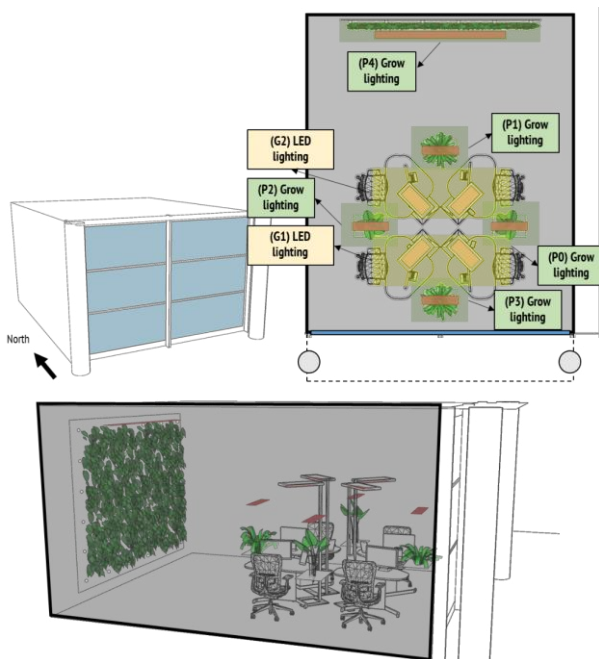 (P4) Grow
lighting
(P1) Grow
lighting
(G2) LED
lighting
(P2) Grow
lighting
(G1) LED
lighting
(P0) Grow
lighting
(P3) Grow
lighting
North